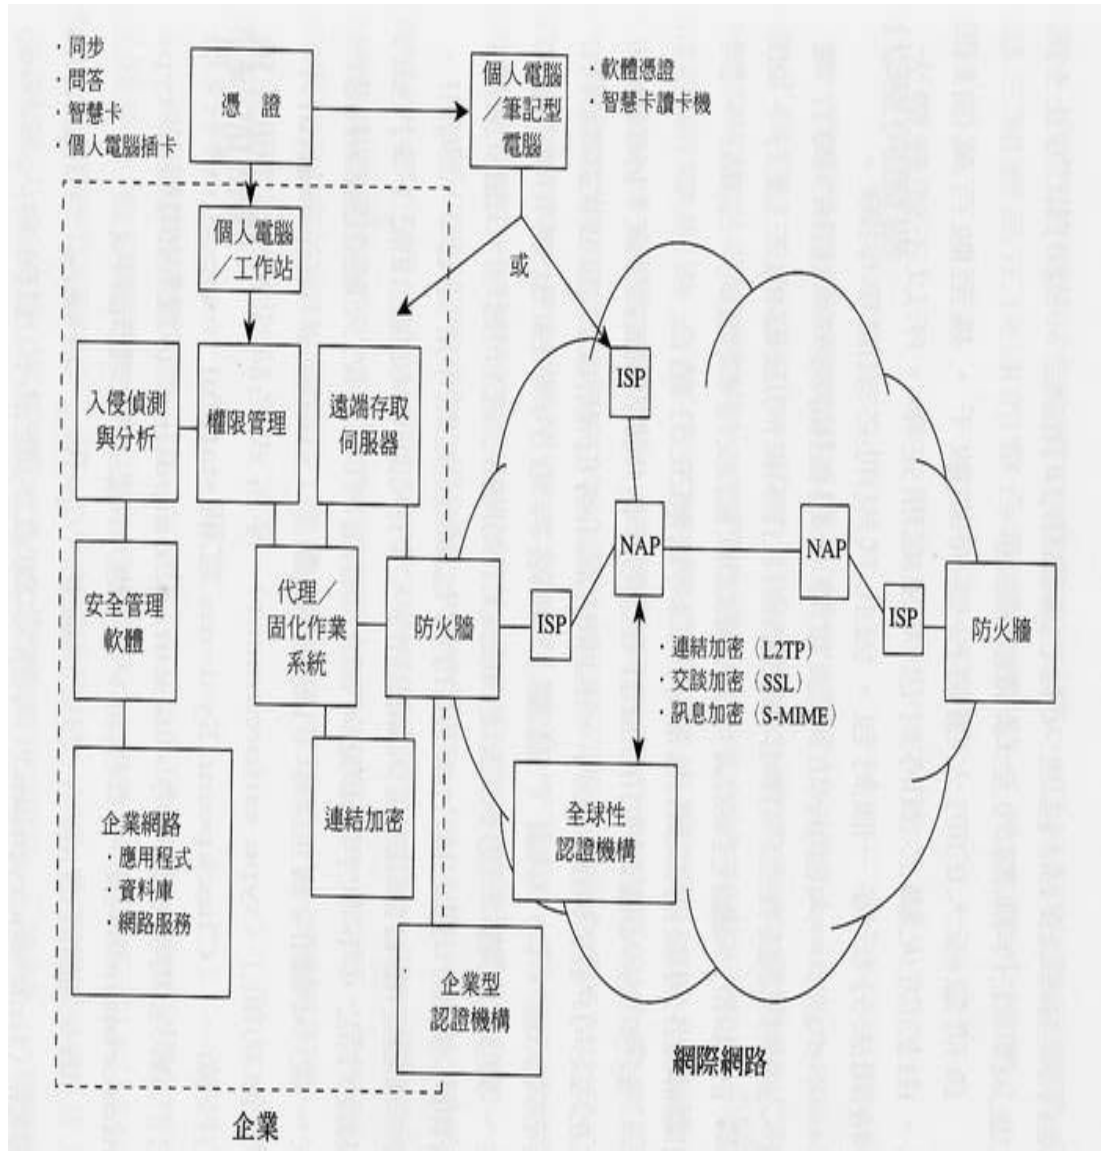 ・同步
・問答
・智慧卡
・個人電腦插卡
憑 證
個人電腦
／筆記型
電腦
・軟體憑證
・智慧卡讀卡機
個人電腦
／工作站
或
入侵偵測
與分析
權限管理
遠端存取
伺服器
ISP
NAP
NAP
安全管理
軟體
代理／
固化作業
系統
防火牆
ISP
ISP
防火牆
・連結加密（L2TP）
・交談加密（SSL）
・訊息加密（S-MIME）
企業網路
・應用程式
・資料庫
・網路服務
連結加密
全球性
認證機構
企業型
認證機構
網際網路
企業